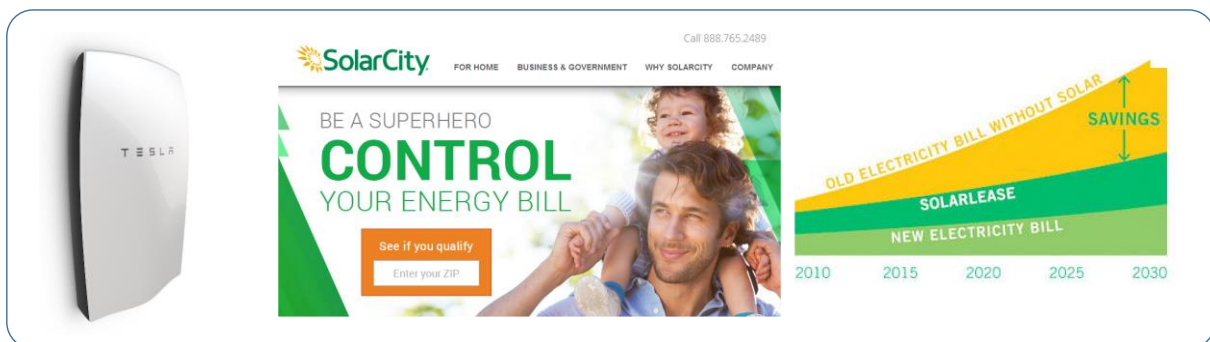 TESLA
Call 888.765.2489
SolarCity.
FOR HOME BUSINESS & GOVERNMENT WHY SOLARCITY COMPANY
BE A SUPERHERO
CONTROL
YOUR ENERGY BILL
See if you qualify
Enter your ZIP
OLD ELECTRICITY BILL WITHOUT SOLAR
SAVINGS
SOLARLEASE
NEW ELECTRICITY BILL
2010 2015 2020 2025 2030